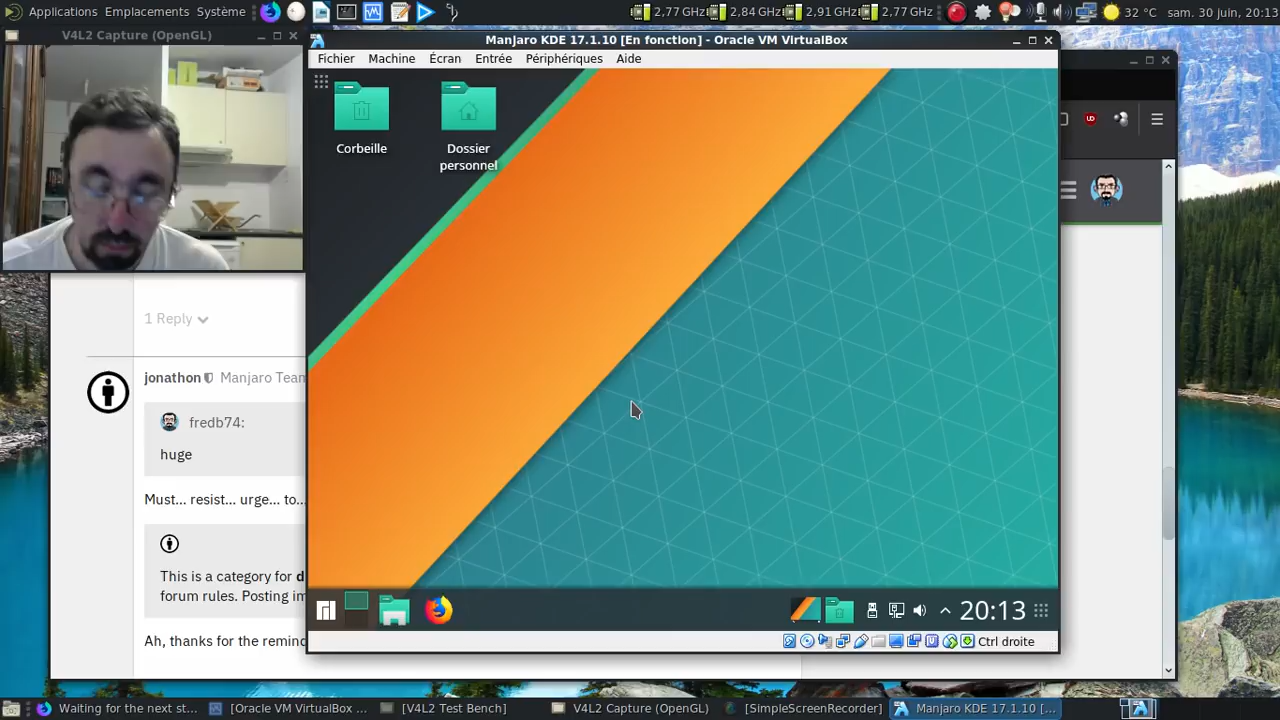 Applications Emplacements Système
2,77 GHz 2,84 GHz 2,91 GHz 2,77 GHz
32 °C sam. 30 juin, 20:13
V4L2 Capture (OpenGL)
Manjaro KDE 17.1.10 [En fonction] - Oracle VM VirtualBox
Fichier Machine Écran Entrée Périphériques Aide
Corbeille
Dossier
personnel
1 Reply
jonathon Manjaro Team
fredb74:
huge
Must... resist... urge... to...
This is a category for d
forum rules. Posting im
Ah, thanks for the remind
20:13
Ctrl droite
Waiting for the next st...
[Oracle VM VirtualBox ...
[V4L2 Test Bench]
V4L2 Capture (OpenGL)
[SimpleScreenRecorder]
Manjaro KDE 17.1.10 [...